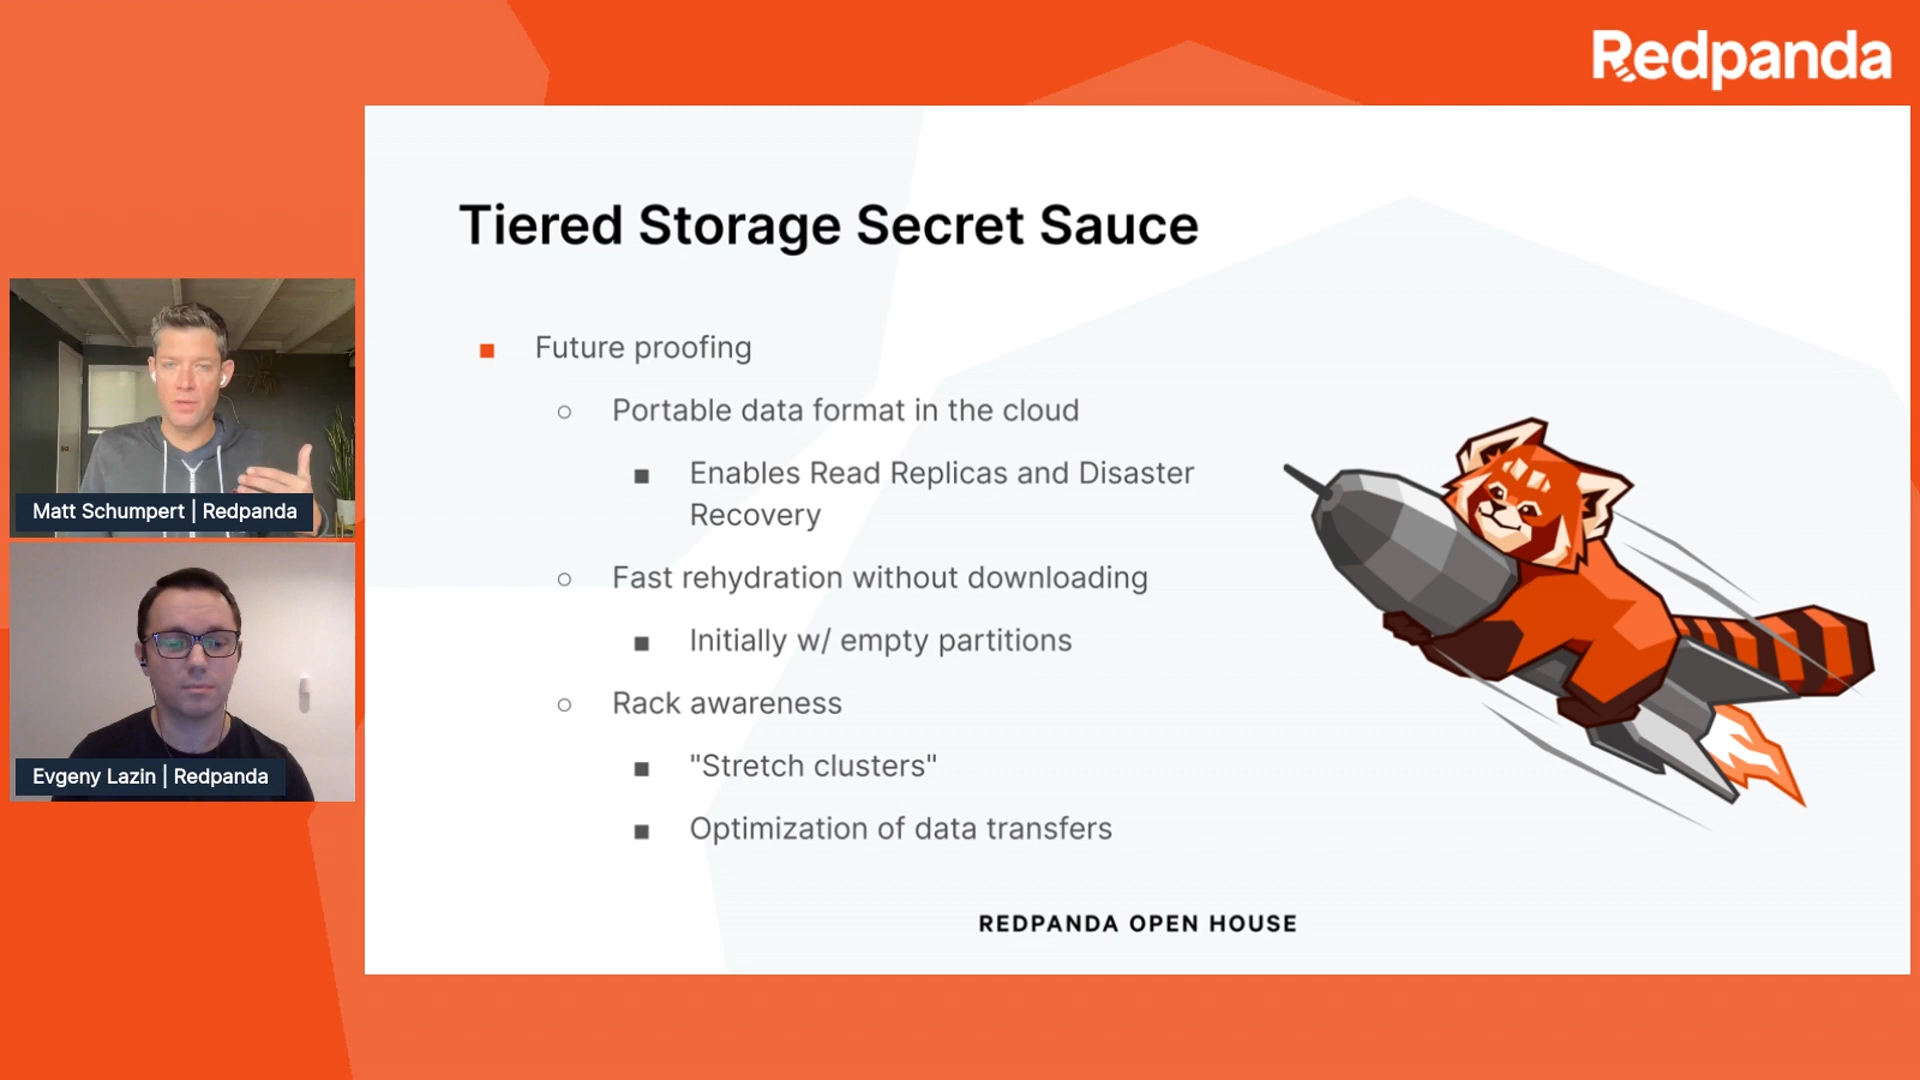 Redpanda
Tiered Storage Secret Sauce
Future proofing
Portable data format in the cloud
Enables Read Replicas and Disaster
Recovery
Fast rehydration without downloading
Initially w/ empty partitions
Rack awareness
"Stretch clusters"
Optimization of data transfers
REDPANDA OPEN HOUSE
Matt Schumpert | Redpanda
Evgeny Lazin | Redpanda